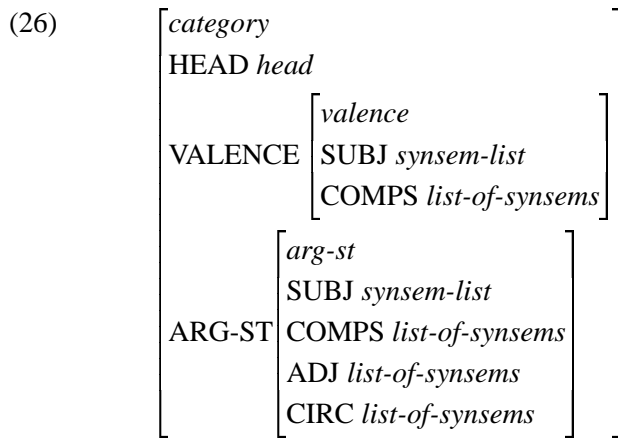 (26)
category
HEAD head
valence
VALENCE SUBJ synsem-list
COMPS list-of-synsems
arg-st
SUBJ synsem-list
ARG-ST COMPS list-of-synsems
ADJ list-of-synsems
CIRC list-of-synsems